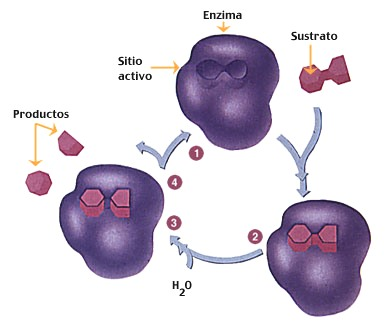 Enzima
Sustrato
Sitio
activo
Productos
1
4
3
2
H₂O